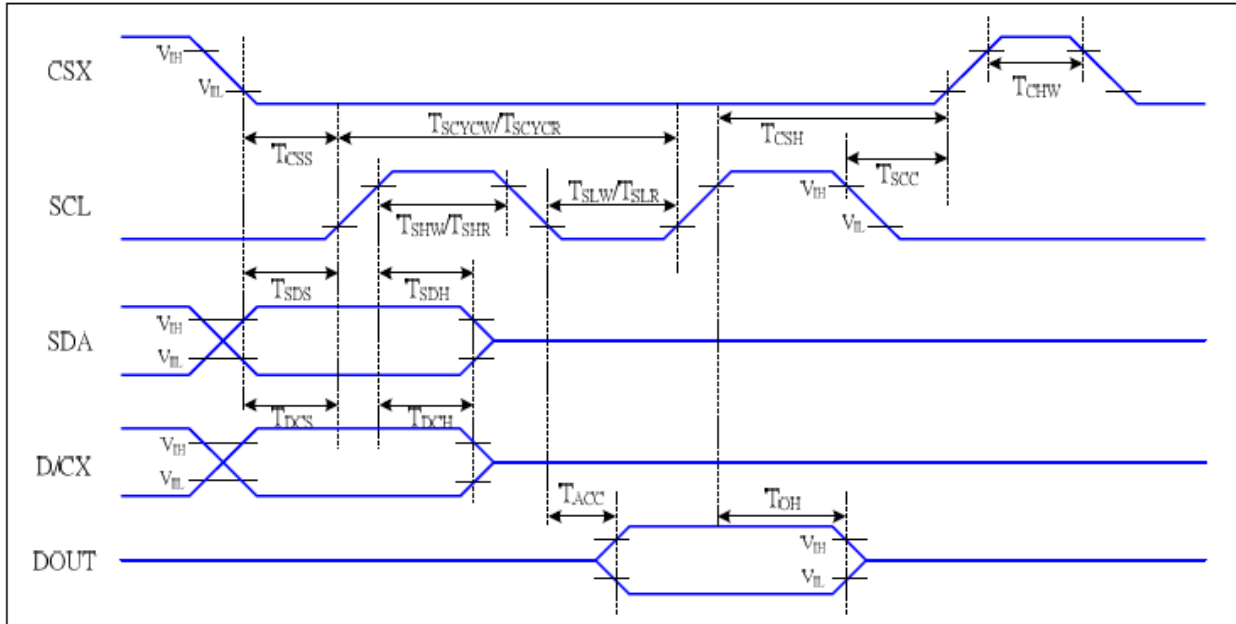 CSX
VIH
VIL
TCHW
TSCYCW/TSCYCR
TCSS
TCSH
TSCC
SCL
TSHW/TSHR
TSLW/TSLR
VIH
VIL
TSDS
TSDH
SDA
VIH
VIL
TDCS
TDCH
D/CX
VIH
VIL
TACC
TOH
DOUT
VIH
VIL